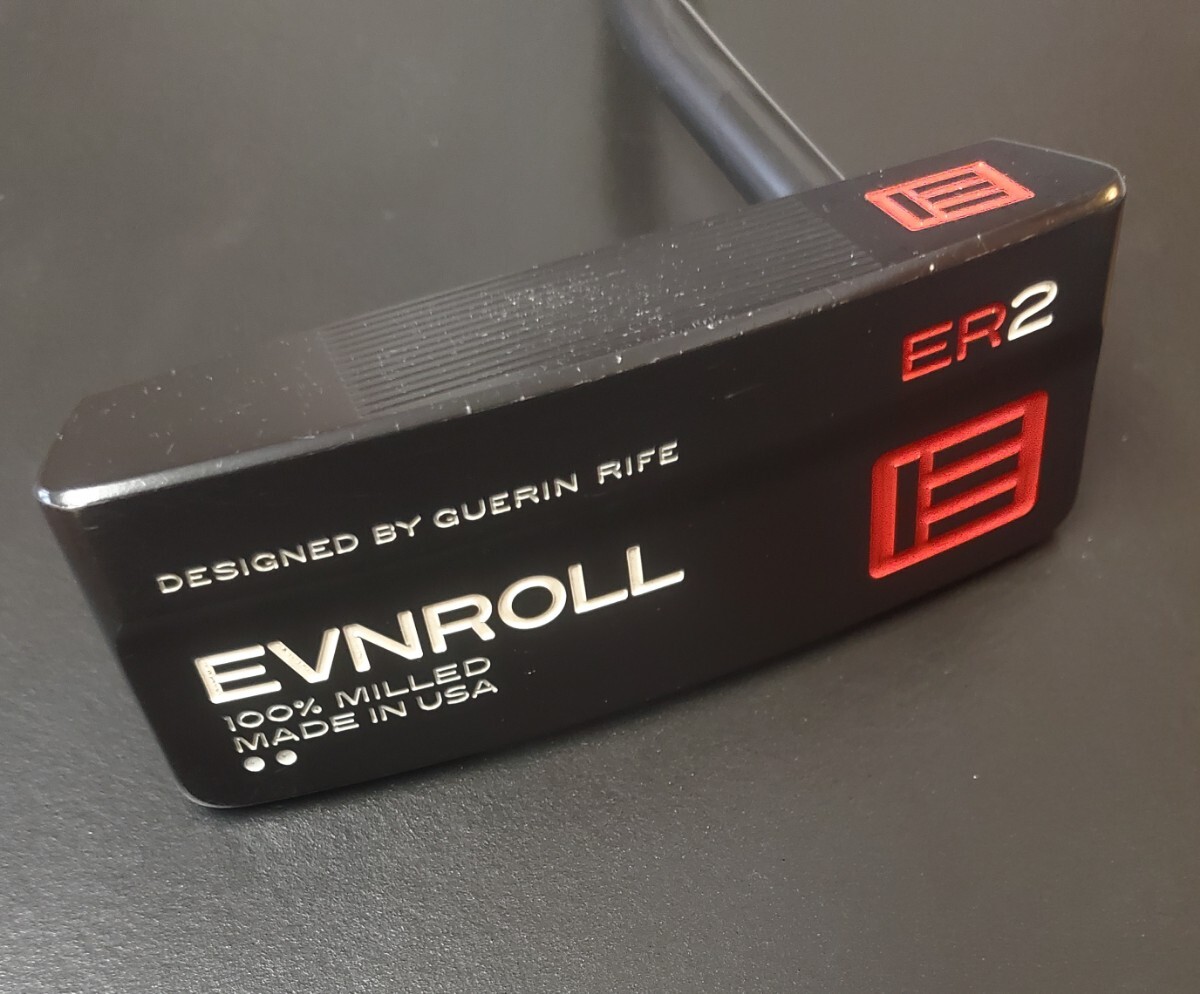 ER2
DESIGNED BY GUERIN RIFE
EVNROLL
100% MILLED
MADE IN USA